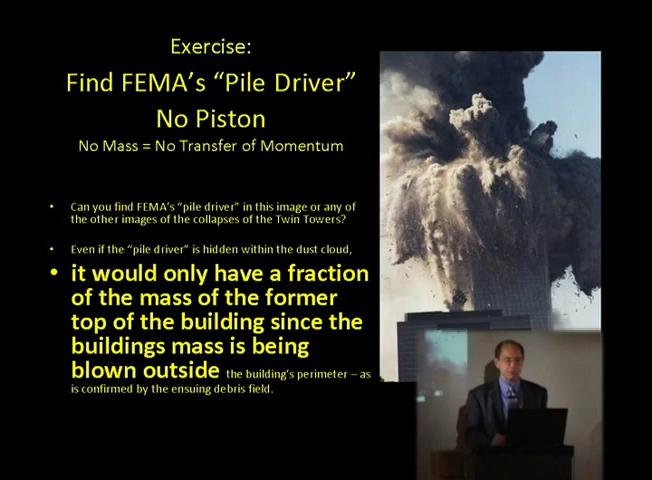 Exercise:
Find FEMA's “Pile Driver”
No Piston
No Mass = No Transfer of Momentum
• Can you find FEMA's “pile driver” in this image or any of
the other images of the collapses of the Twin Towers?
• Even if the “pile driver” is hidden within the dust cloud,
• it would only have a fraction
of the mass of the former
top of the building since the
buildings mass is being
blown outside the building's perimeter – as
is confirmed by the ensuing debris field.